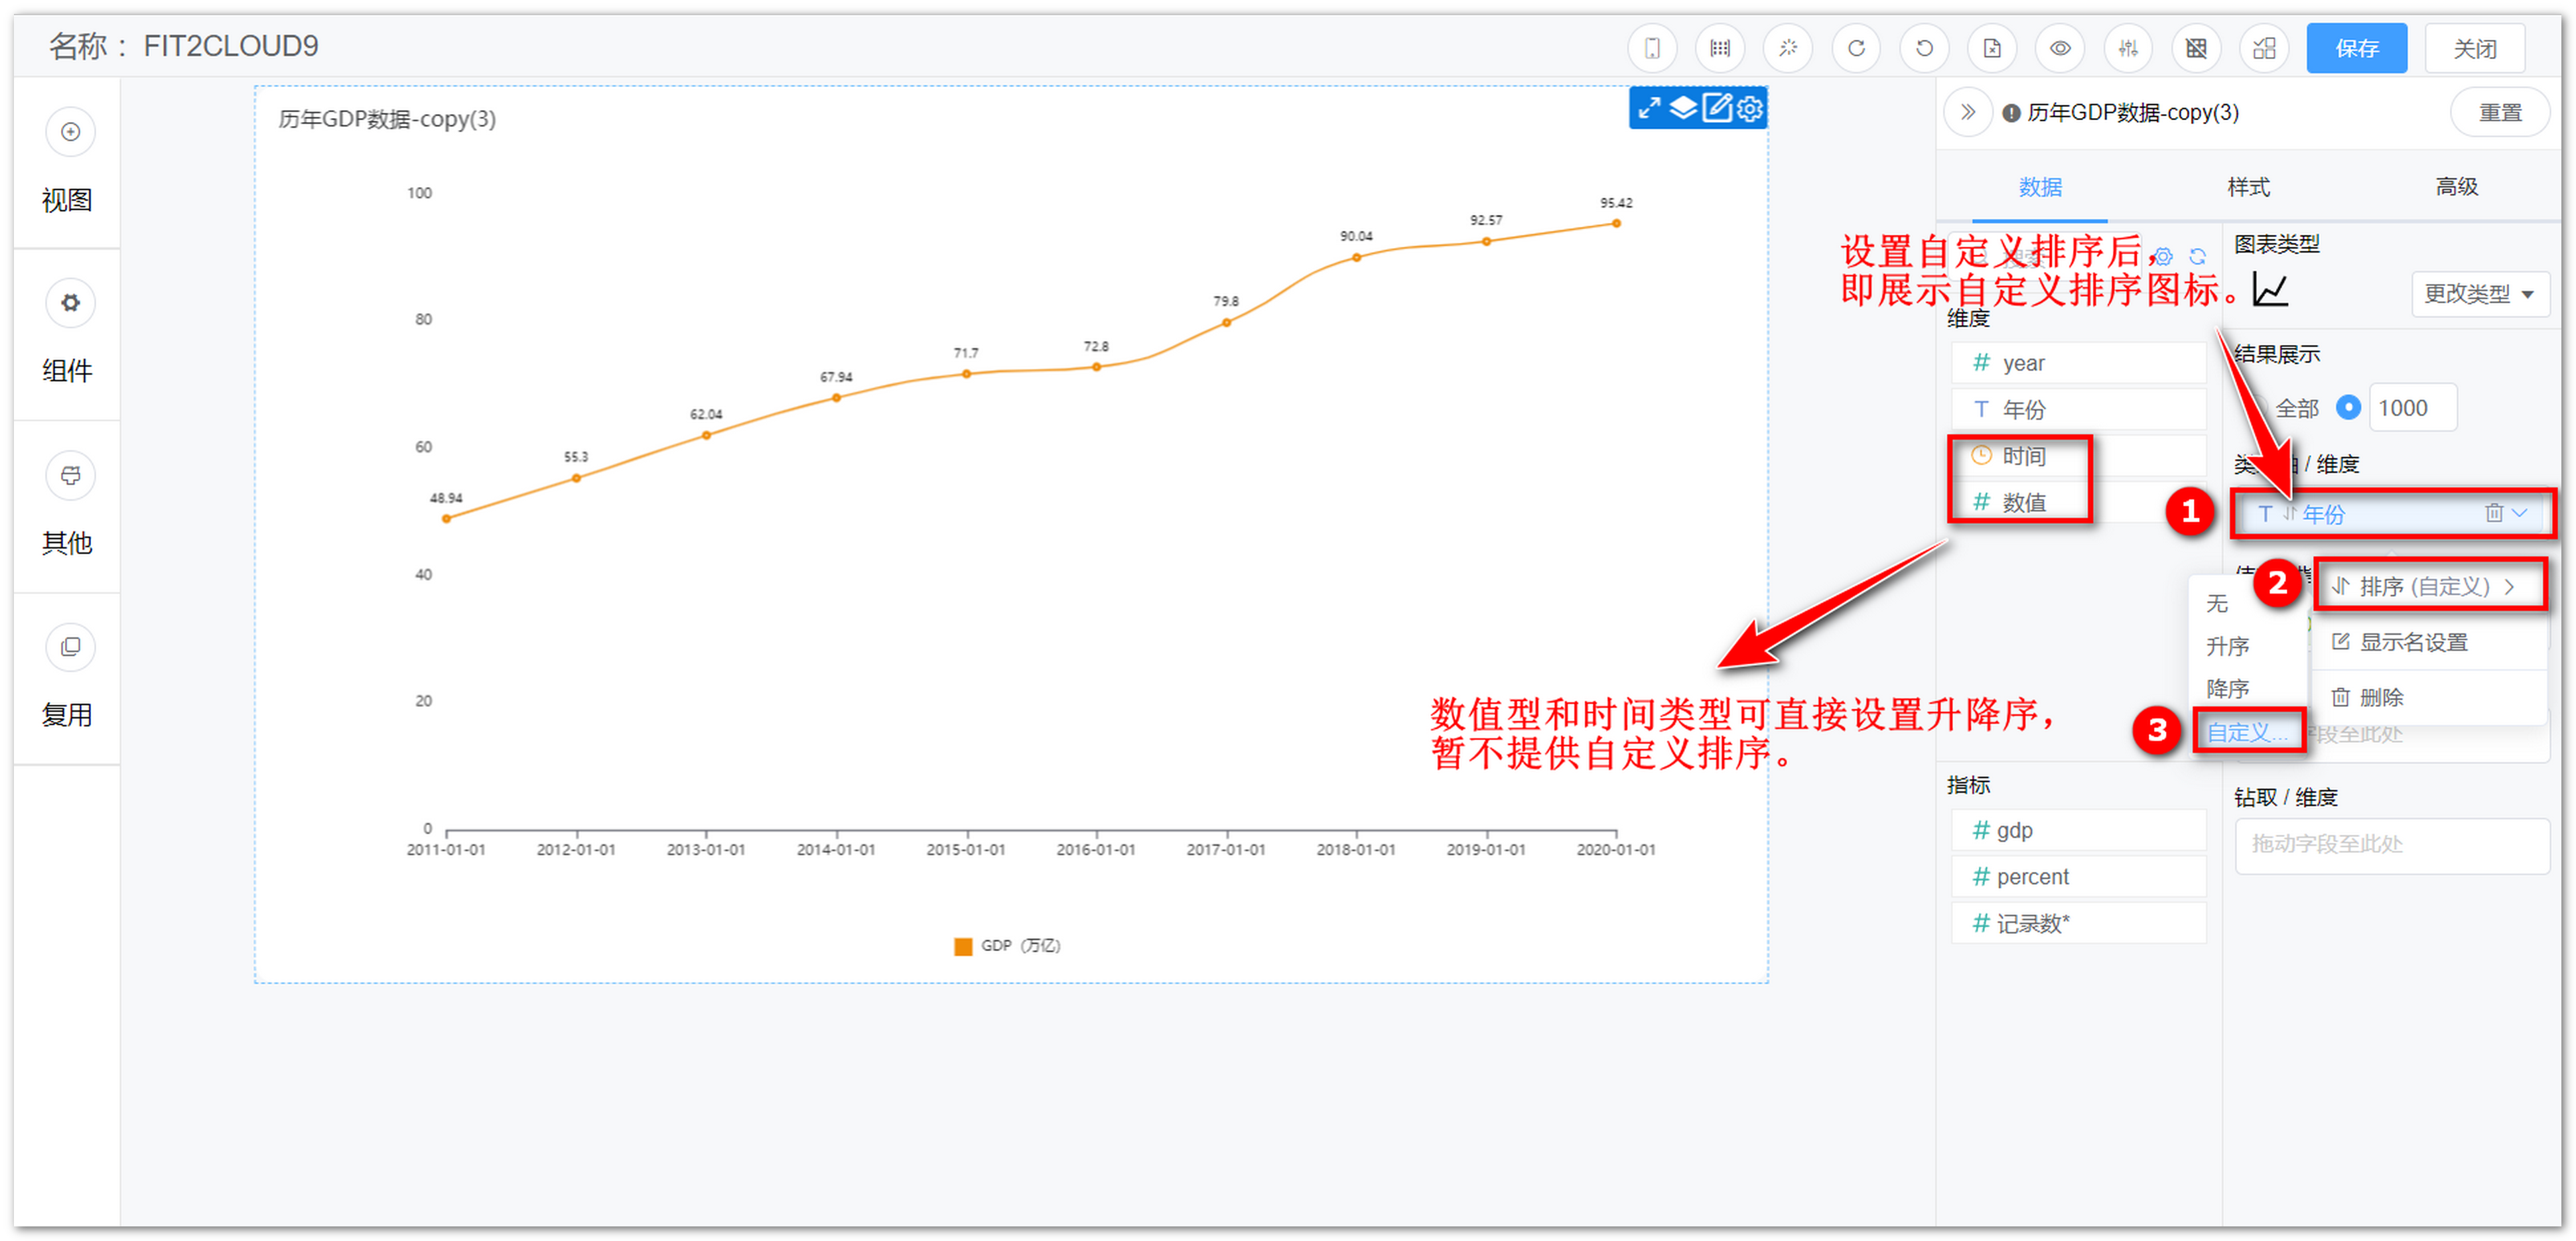 名称： FIT2CLOUD9
保存
关闭
视图
组件
其他
复用
历年GDP数据-copy(3)
100
80
60
40
20
0
48.94
55.3
62.04
67.94
71.7
72.8
79.8
90.04
92.57
95.42
2011-01-01
2012-01-01
2013-01-01
2014-01-01
2015-01-01
2016-01-01
2017-01-01
2018-01-01
2019-01-01
2020-01-01
GDP（万亿）
历年GDP数据-copy(3)
重置
数据
样式
高级
设置自定义排序后，
即展示自定义排序图标。
维度
# year
T 年份
时间
# 数值
数值型和时间类型可直接设置升降序，
暂不提供自定义排序。
指标
# gdp
# percent
# 记录数*
图表类型
更改类型
结果展示
全部
1000
/ 维度
1
T 年份
2
排序 (自定义)
显示名设置
删除
无
升序
降序
3
自定义...
段至此处
钻取 / 维度
拖动字段至此处